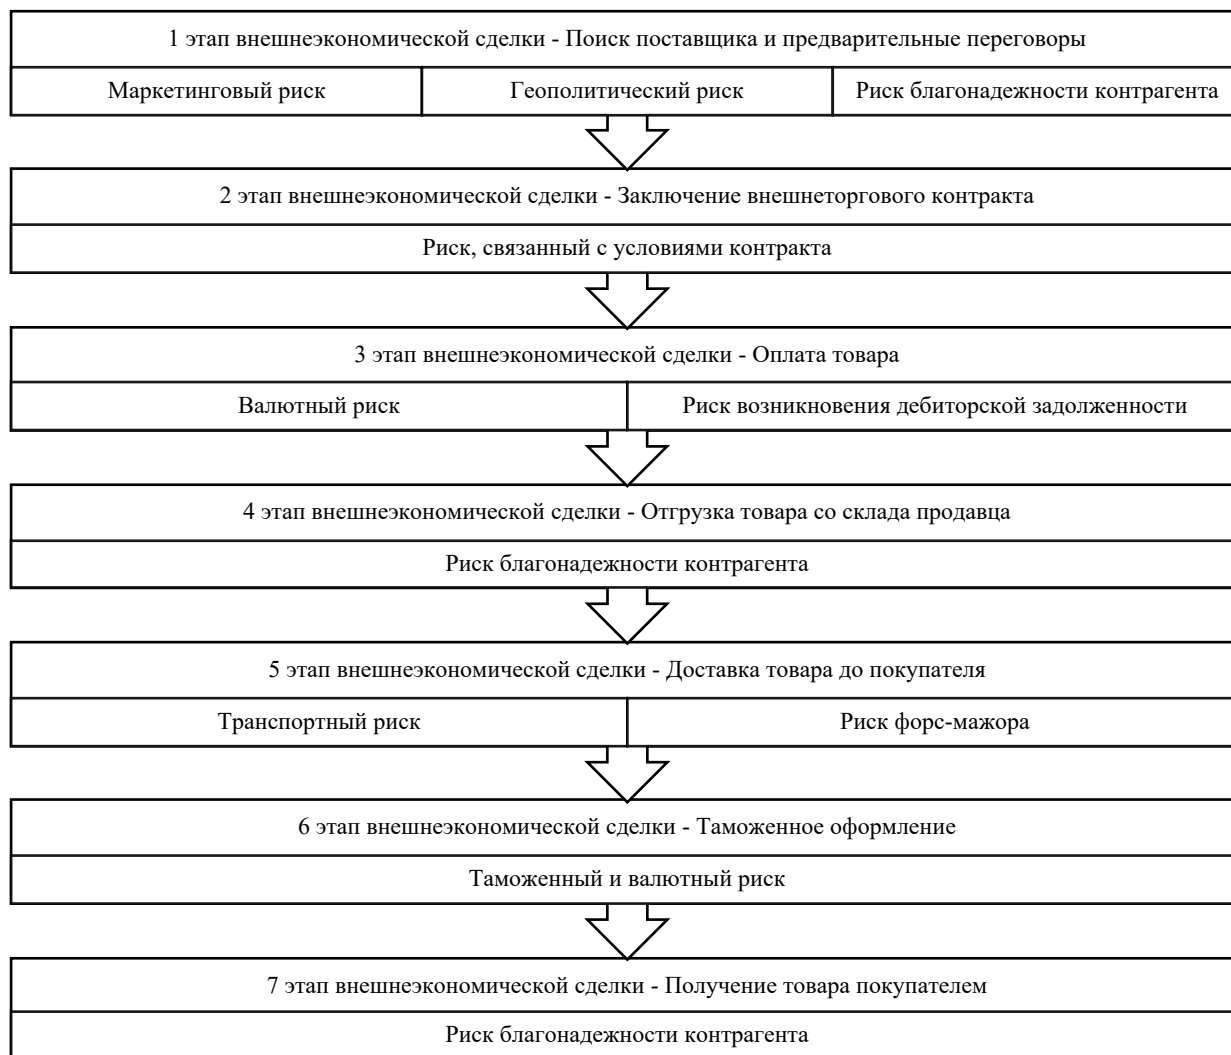 1 этап внешнеэкономической сделки - Поиск поставщика и предварительные переговоры
Маркетинговый риск
Геополитический риск
Риск благонадежности контрагента
2 этап внешнеэкономической сделки - Заключение внешнеторгового контракта
Риск, связанный с условиями контракта
3 этап внешнеэкономической сделки - Оплата товара
Валютный риск
Риск возникновения дебиторской задолженности
4 этап внешнеэкономической сделки - Отгрузка товара со склада продавца
Риск благонадежности контрагента
5 этап внешнеэкономической сделки - Доставка товара до покупателя
Транспортный риск
Риск форс-мажора
6 этап внешнеэкономической сделки - Таможенное оформление
Таможенный и валютный риск
7 этап внешнеэкономической сделки - Получение товара покупателем
Риск благонадежности контрагента